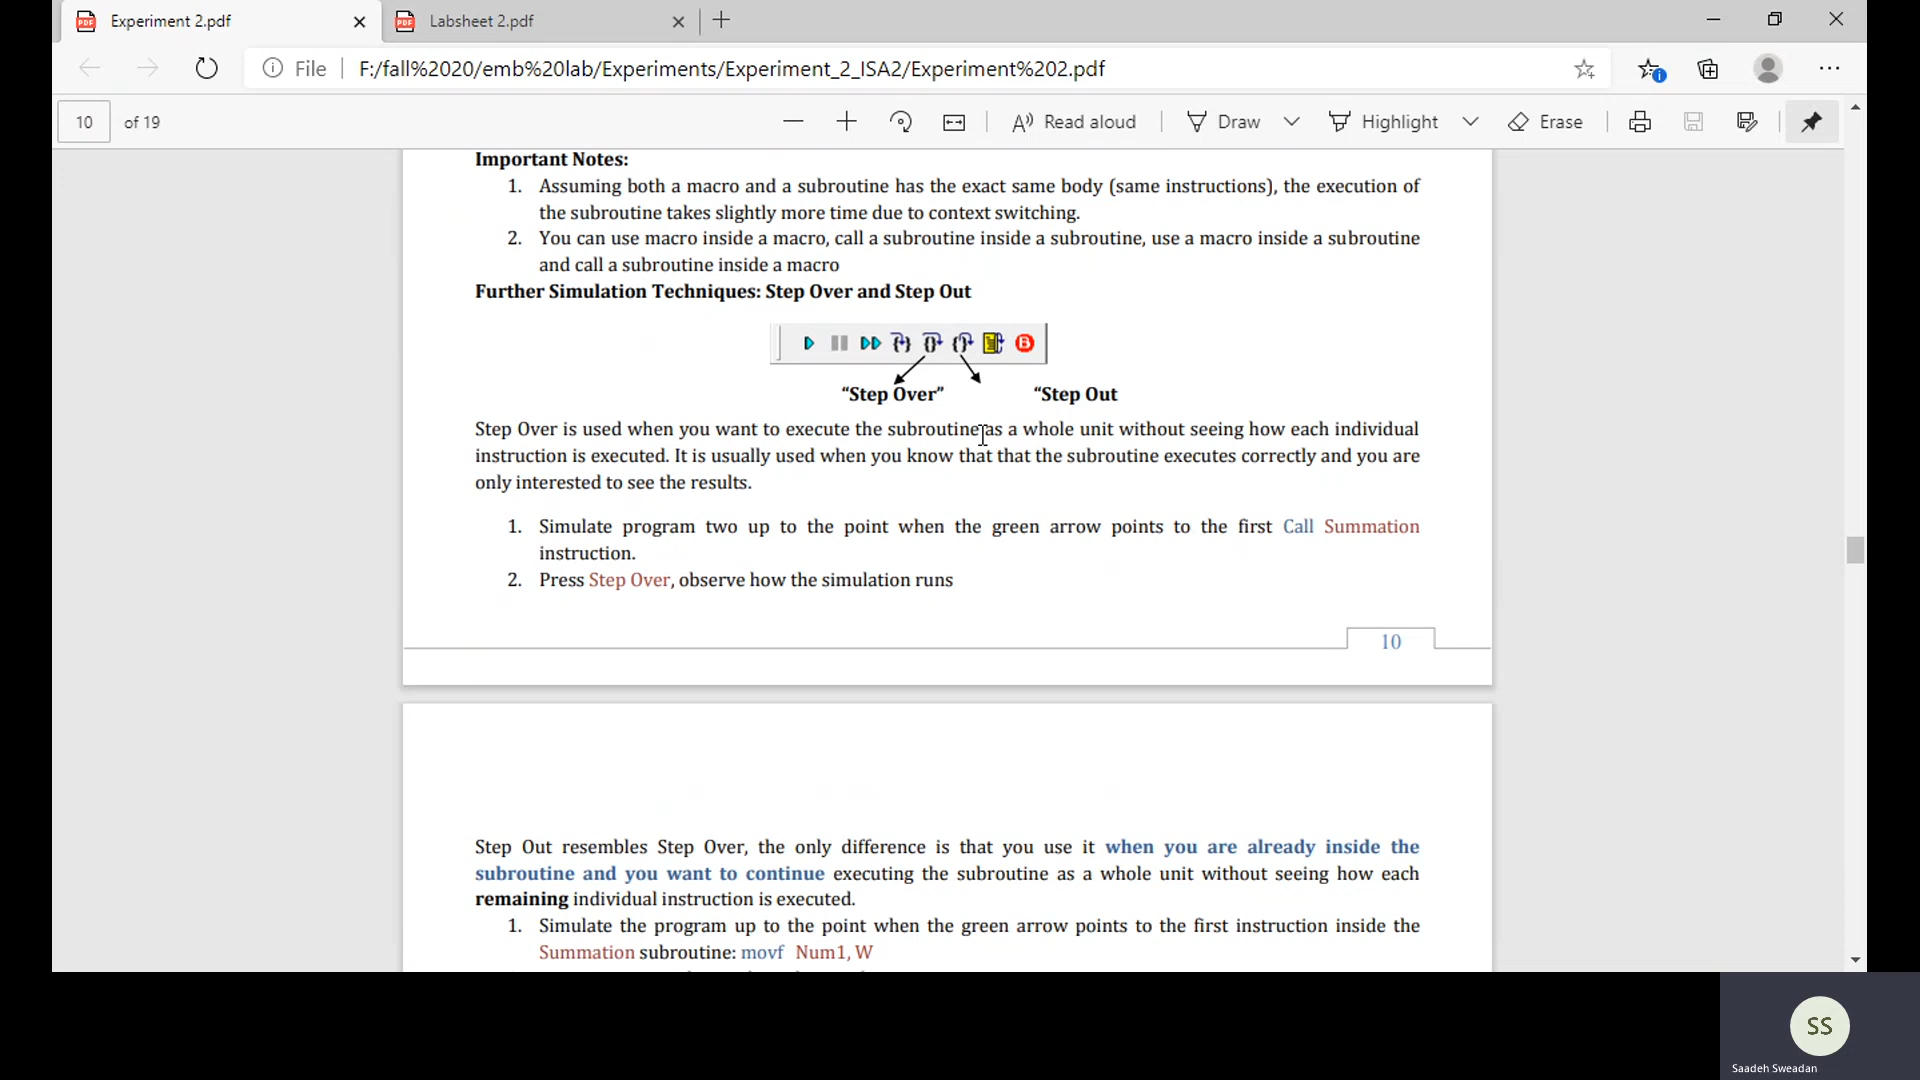 Experiment 2.pdf
Labsheet 2.pdf
File
F:/fall%2020/emb%20lab/Experiments/Experiment_2_ISA2/Experiment%202.pdf
10 of 19
Read aloud
Draw
Highlight
Erase
Important Notes:
1. Assuming both a macro and a subroutine has the exact same body (same instructions), the execution of
the subroutine takes slightly more time due to context switching.
2. You can use macro inside a macro, call a subroutine inside a subroutine, use a macro inside a subroutine
and call a subroutine inside a macro
Further Simulation Techniques: Step Over and Step Out
“Step Over” “Step Out
Step Over is used when you want to execute the subroutine as a whole unit without seeing how each individual
instruction is executed. It is usually used when you know that that the subroutine executes correctly and you are
only interested to see the results.
1. Simulate program two up to the point when the green arrow points to the first Call Summation
instruction.
2. Press Step Over, observe how the simulation runs
10
Step Out resembles Step Over, the only difference is that you use it when you are already inside the
subroutine and you want to continue executing the subroutine as a whole unit without seeing how each
remaining individual instruction is executed.
1. Simulate the program up to the point when the green arrow points to the first instruction inside the
Summation subroutine: movf Num1, W
SS
Saadeh Sweadan